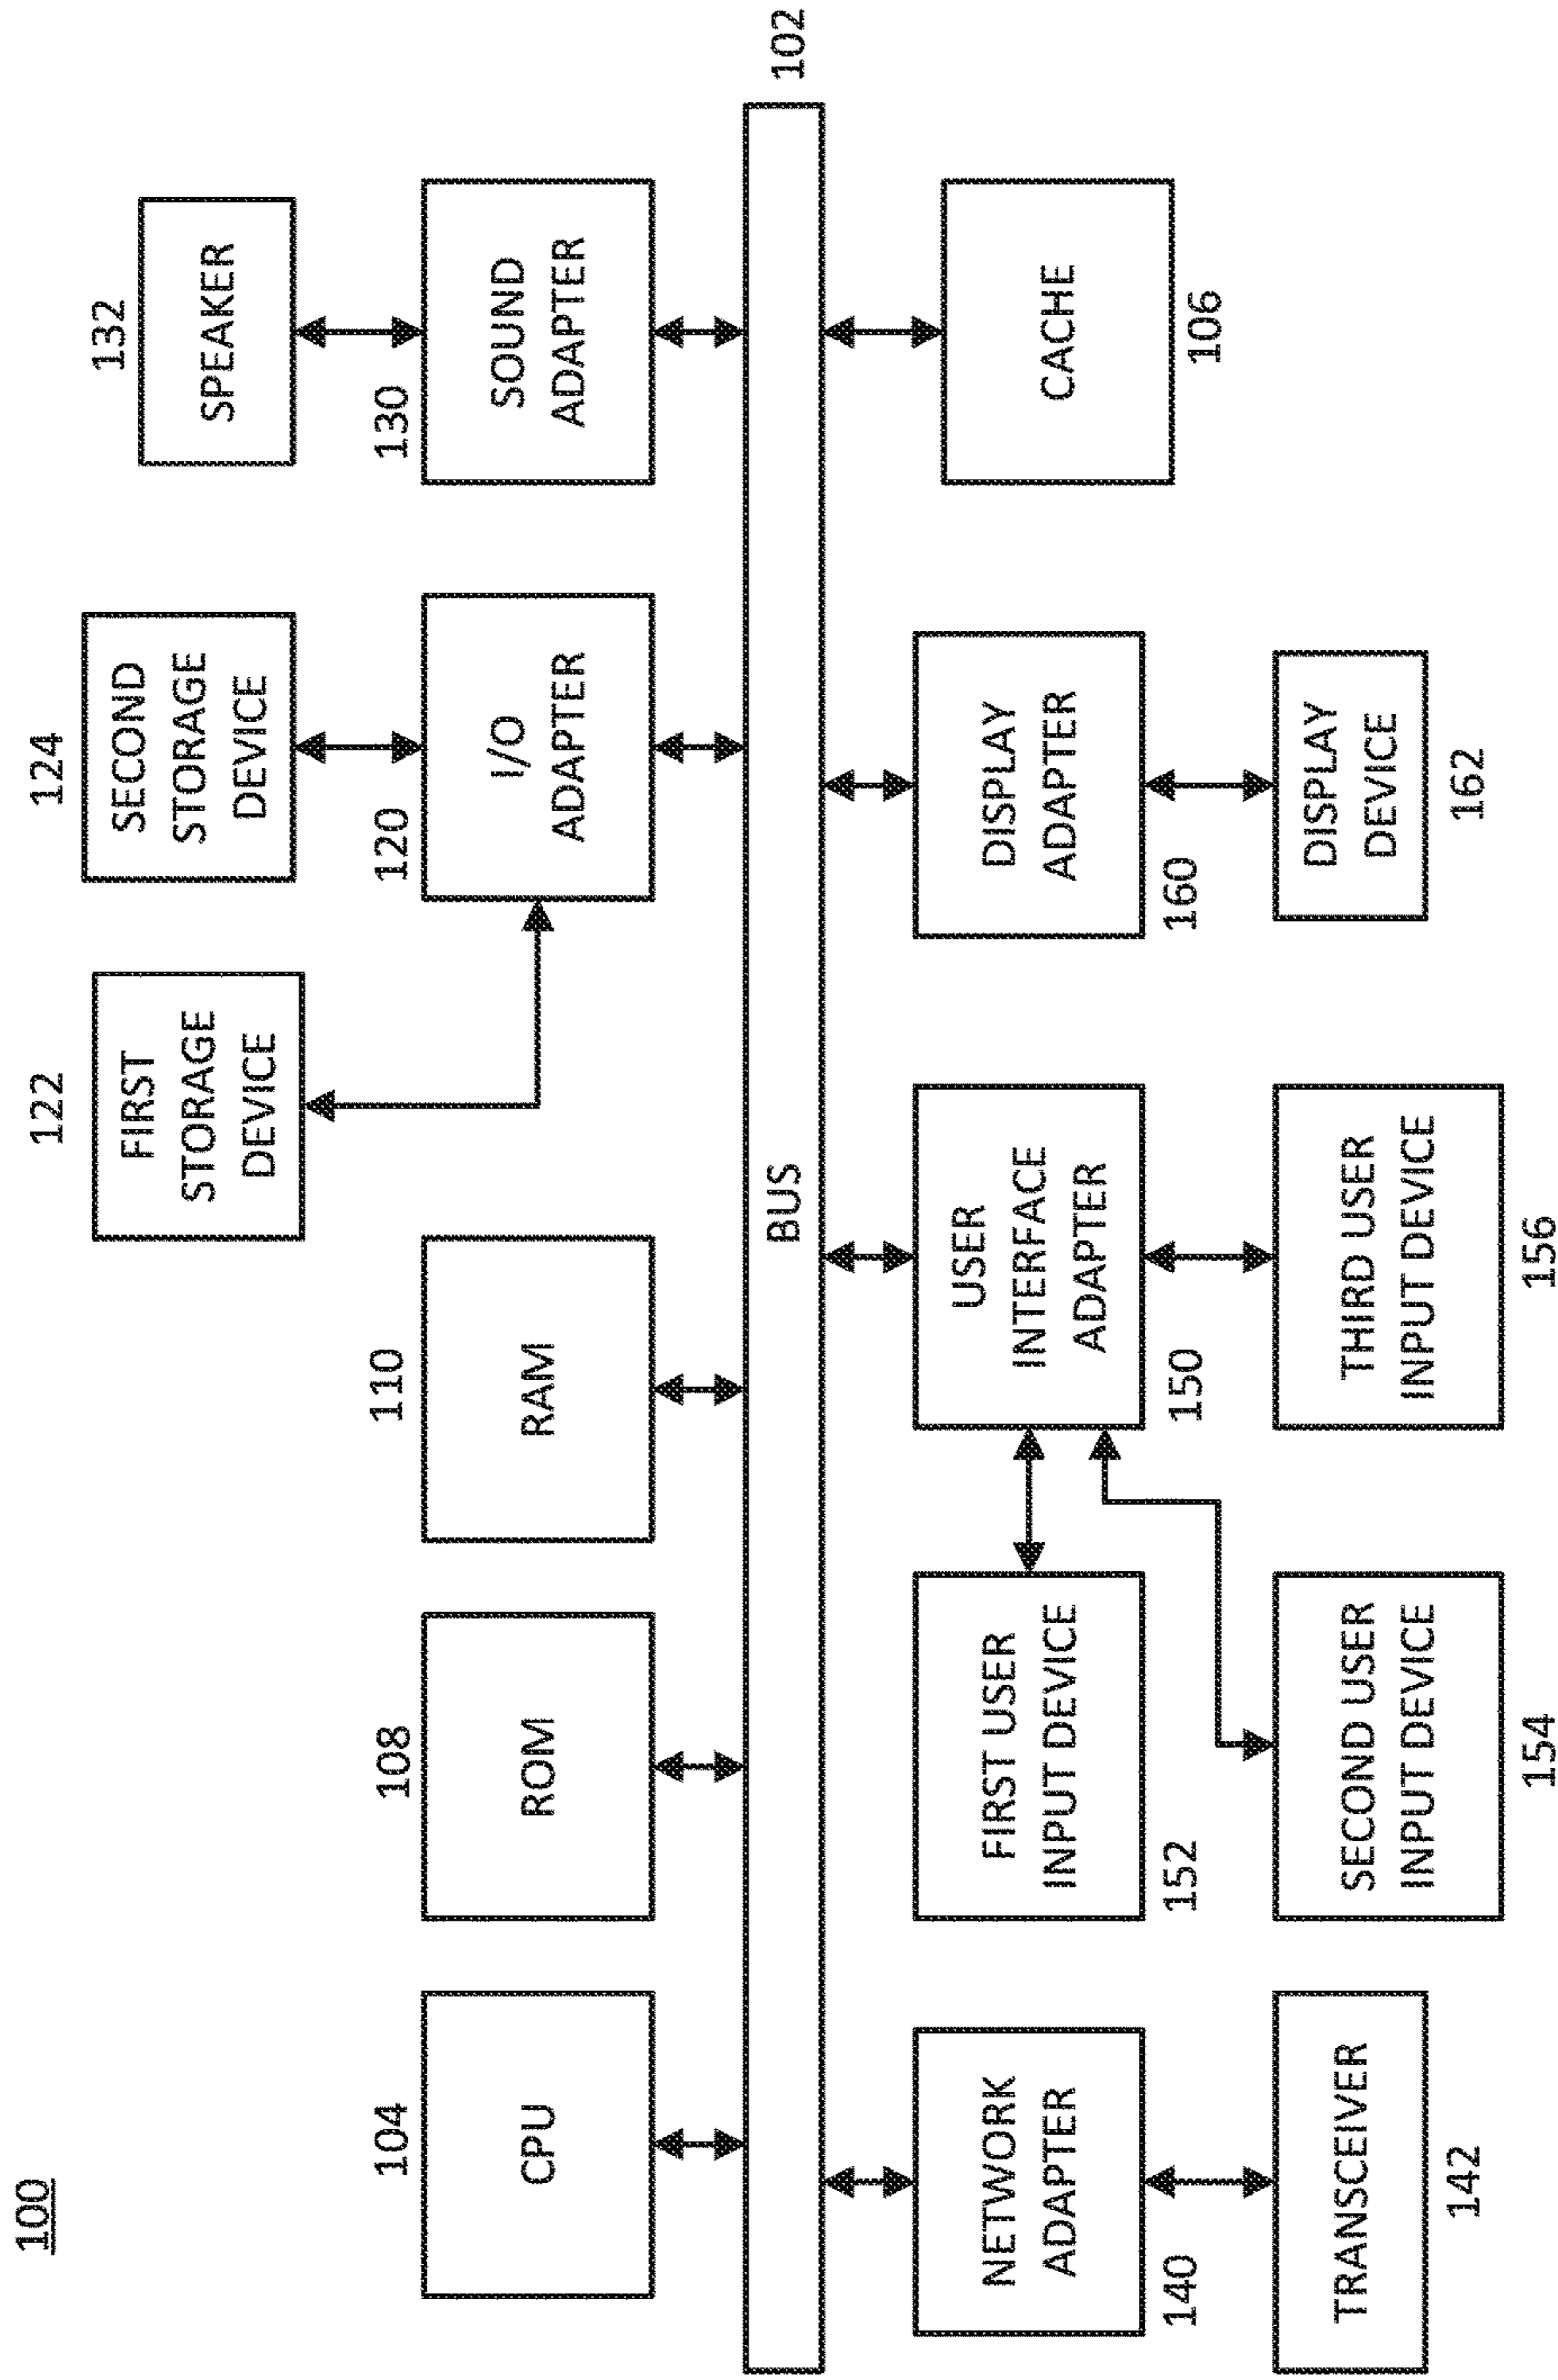 100
122
124
132
FIRST
STORAGE
DEVICE
SECOND
STORAGE
DEVICE
SPEAKER
104
108
110
120
130
CPU
ROM
RAM
I/O
ADAPTER
SOUND
ADAPTER
BUS
102
NETWORK
ADAPTER
FIRST USER
INPUT DEVICE
USER
INTERFACE
ADAPTER
DISPLAY
ADAPTER
CACHE
140
152
150
160
106
TRANSCEIVER
SECOND USER
INPUT DEVICE
THIRD USER
INPUT DEVICE
DISPLAY
DEVICE
142
154
156
162